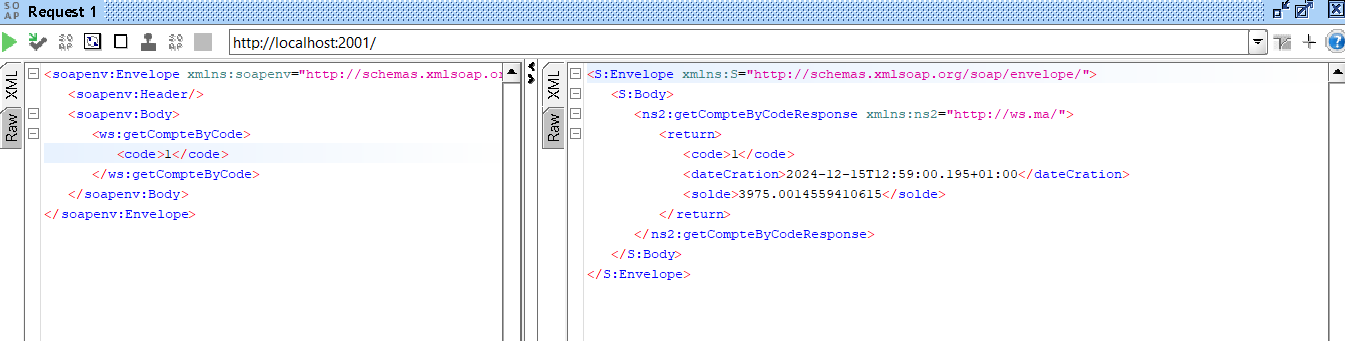 SO AP Request 1
http://localhost:2001/
XML
Raw
<soapenv:Envelope xmlns:soapenv="http://schemas.xmlsoap.or
<soapenv:Header/>
<soapenv:Body>
<ws:getCompteByCode>
<code>1</code>
</ws:getCompteByCode>
</soapenv:Body>
</soapenv:Envelope>
XML
Raw
<S:Envelope xmlns:S="http://schemas.xmlsoap.org/soap/envelope/">
<S:Body>
<ns2:getCompteByCodeResponse xmlns:ns2="http://ws.ma/">
<return>
<code>1</code>
<dateCration>2024-12-15T12:59:00.195+01:00</dateCration>
<solde>3975.0014559410615</solde>
</return>
</ns2:getCompteByCodeResponse>
</S:Body>
</S:Envelope>